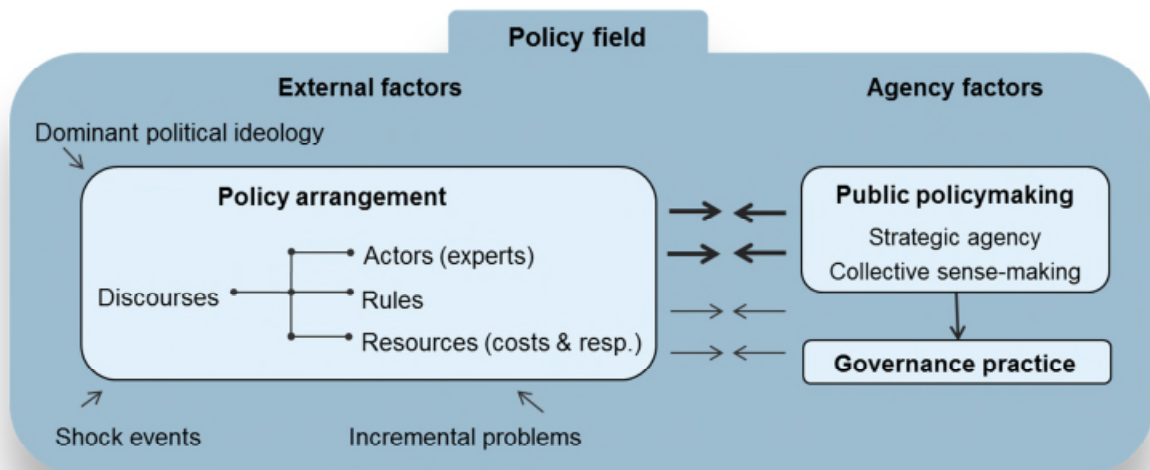 Policy field
External factors
Agency factors
Dominant political ideology
Policy arrangement
Discourses
Actors (experts)
Rules
Resources (costs & resp.)
Public policymaking
Strategic agency
Collective sense-making
Governance practice
Shock events
Incremental problems